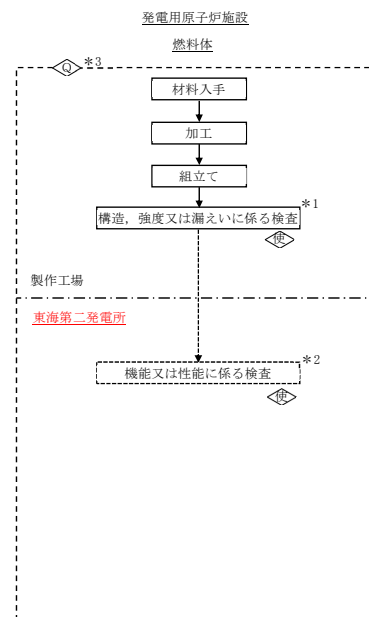 発電用原子炉施設
燃料体
Q
*3
材料入手
加工
組立て
*1
構造，強度又は漏えいに係る検査
使
製作工場
東海第二発電所
*2
機能又は性能に係る検査
使